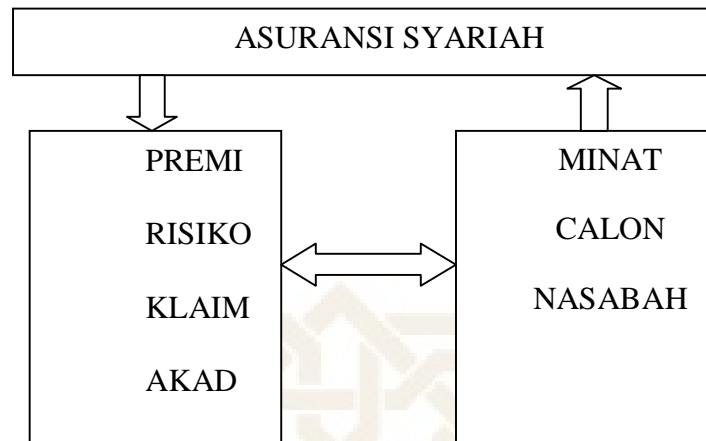 ASURANSI SYARIAH
PREMI
RISIKO
KLAIM
AKAD
MINAT
CALON
NASABAH